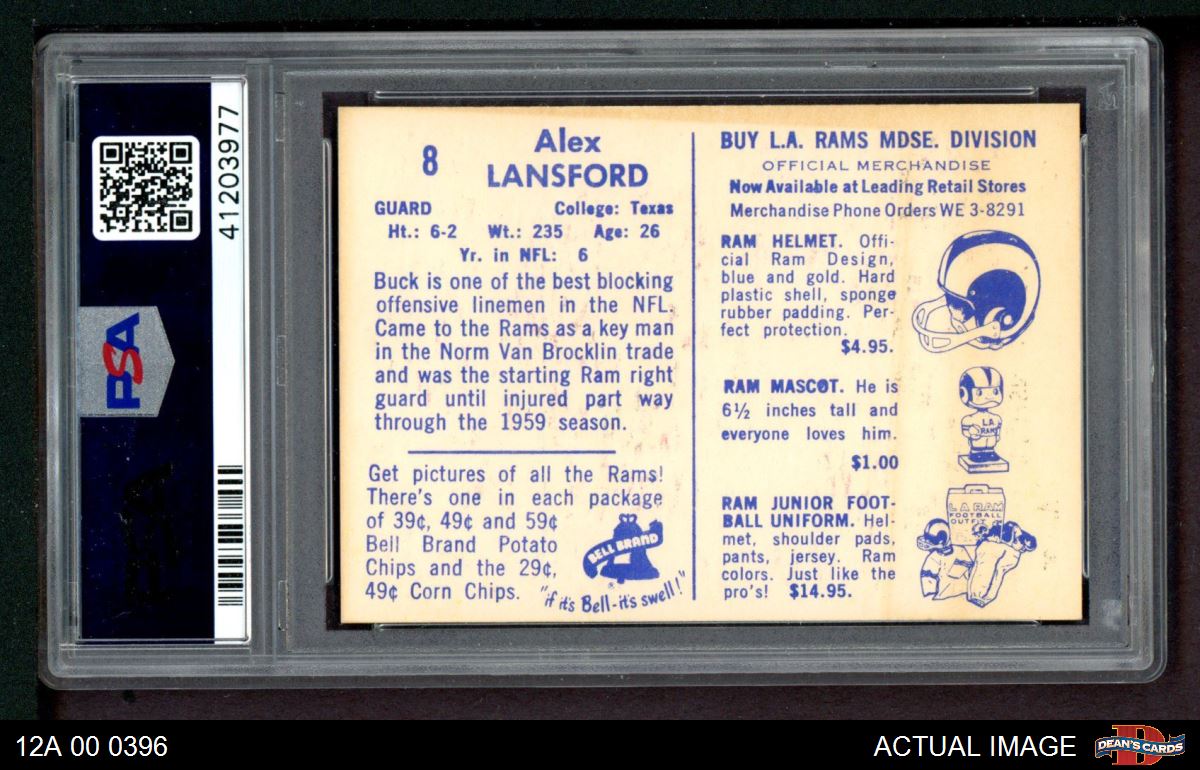 41203977
PSA
8
Alex
LANSFORD
GUARD College: Texas
Ht.: 6-2 Wt.: 235 Age: 26
Yr. in NFL: 6
Buck is one of the best blocking
offensive linemen in the NFL.
Came to the Rams as a key man
in the Norm Van Brocklin trade
and was the starting Ram right
guard until injured part way
through the 1959 season.
Get pictures of all the Rams!
There's one in each package
of 39¢, 49¢ and 59¢
Bell Brand Potato
Chips and the 29¢,
49¢ Corn Chips.
BELL BRAND
"if it's Bell-it's swell!"
BUY L.A. RAMS MDSE. DIVISION
OFFICIAL MERCHANDISE
Now Available at Leading Retail Stores
Merchandise Phone Orders WE 3-8291
RAM HELMET. Offi-
cial Ram Design,
blue and gold. Hard
plastic shell, sponge
rubber padding. Per-
fect protection.
$4.95.
RAM MASCOT. He is
6½ inches tall and
everyone loves him.
$1.00
L.A.
RAMS
RAM JUNIOR FOOT-
BALL UNIFORM. Hel-
met, shoulder pads,
pants, jersey. Ram
colors. Just like the
pro's! $14.95.
L A RAM
FOOTBALL
OUTFIT
12A 00 0396
ACTUAL IMAGE
DEAN'S CARDS